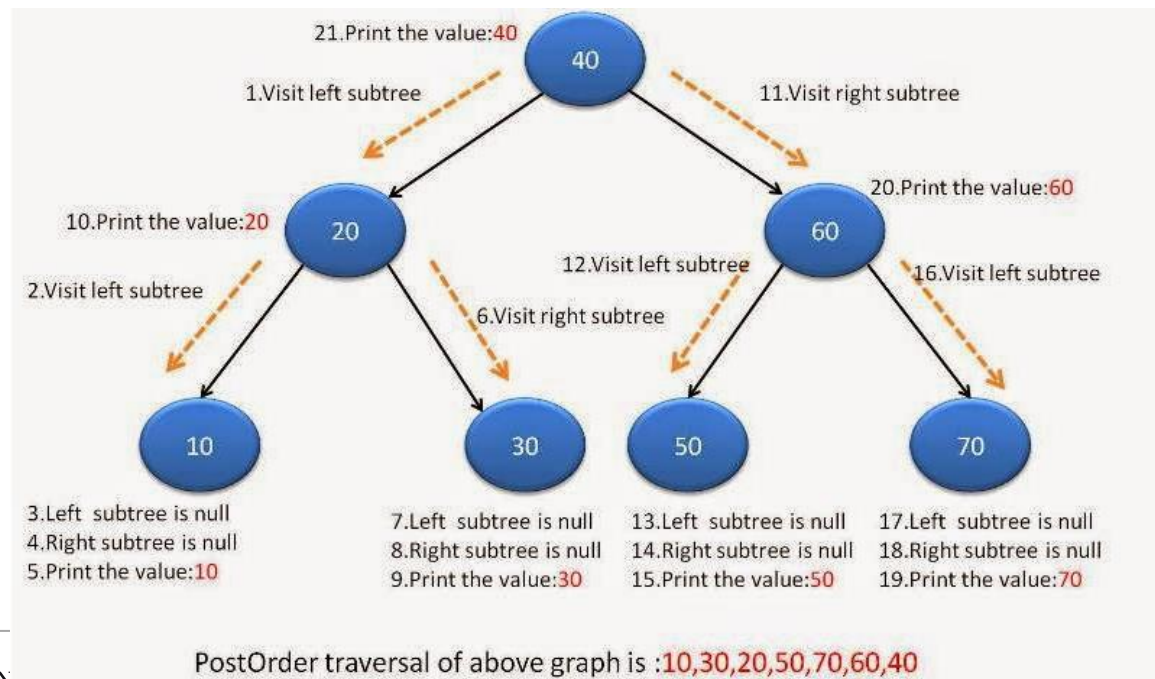 21.Print the value:40
40
1.Visit left subtree
11.Visit right subtree
20.Print the value:60
10.Print the value:20
20
60
12.Visit left subtree
16.Visit left subtree
2.Visit left subtree
6.Visit right subtree
10
30
50
70
3.Left subtree is null
4.Right subtree is null
5.Print the value:10
7.Left subtree is null
8.Right subtree is null
9.Print the value:30
13.Left subtree is null
14.Right subtree is null
15.Print the value:50
17.Left subtree is null
18.Right subtree is null
19.Print the value:70
PostOrder traversal of above graph is :10,30,20,50,70,60,40